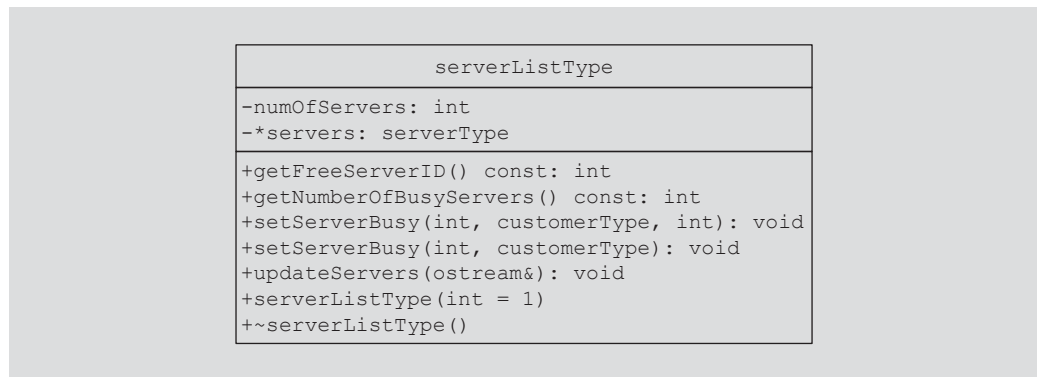 serverListType
-numOfServers: int
-*servers: serverType
+getFreeServerID() const: int
+getNumberOfBusyServers() const: int
+setServerBusy(int, customerType, int): void
+setServerBusy(int, customerType): void
+updateServers(ostream&): void
+serverListType(int = 1)
+~serverListType()